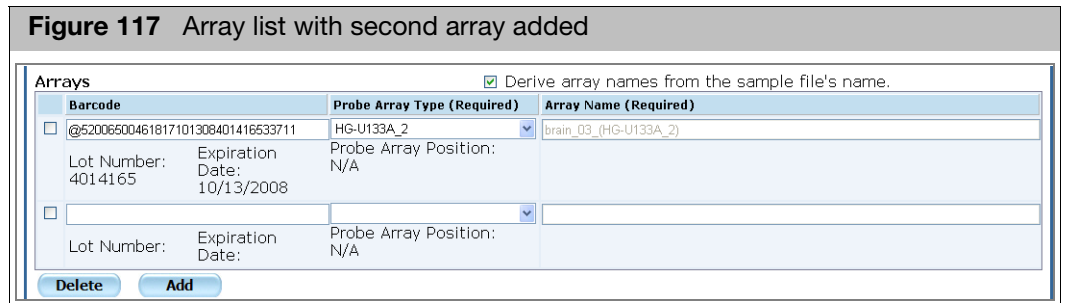 Figure 117 Array list with second array added
Arrays
Derive array names from the sample file's name.
Barcode Probe Array Type (Required) Array Name (Required)
@52006500461817101308401416533711 HG-U133A_2 brain_03_(HG-U133A_2)
Lot Number: 4014165
Expiration Date: 10/13/2008
Probe Array Position: N/A
Lot Number:
Expiration Date:
Probe Array Position: N/A
Delete Add